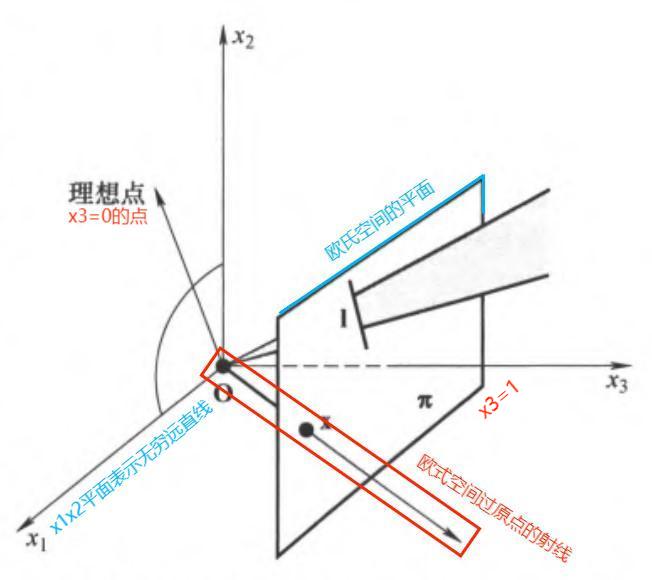 x2
理想点
x3=0的点
欧氏空间的平面
l
O
x
π
x3
x3=1
x1x2平面表示无穷远直线
欧式空间过原点的射线
x1